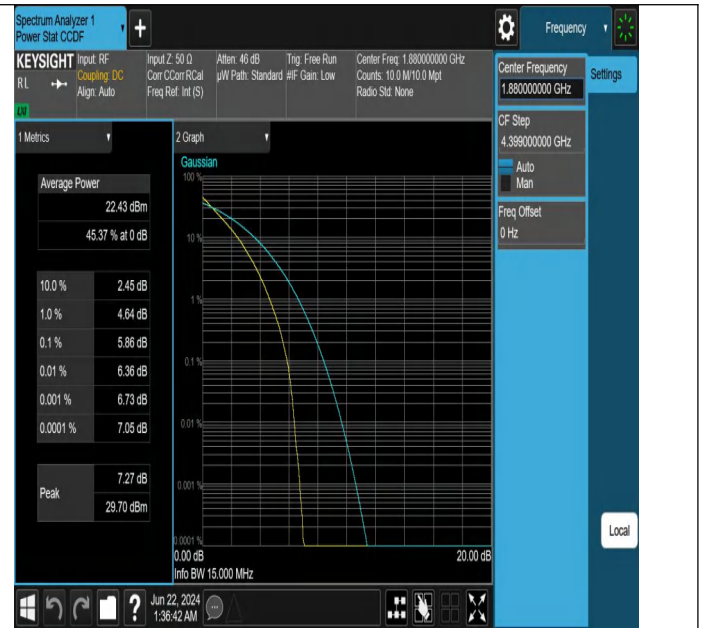 Spectrum Analyzer 1
Power Stat CCDF
+
Frequency
KEYSIGHT
RL
LXI
Input: RF
Coupling: DC
Align: Auto
Input Z: 50 Ω
Corr CCorr RCal
Freq Ref: Int (S)
Atten: 46 dB
µW Path: Standard
Trig: Free Run
#IF Gain: Low
Center Freq: 1.880000000 GHz
Counts: 10.0 M/10.0 Mpt
Radio Std: None
Center Frequency
1.880000000 GHz
Settings
CF Step
4.399000000 GHz
Auto
Man
Freq Offset
0 Hz
1 Metrics
Average Power
22.43 dBm
45.37 % at 0 dB
10.0 % 2.45 dB
1.0 % 4.64 dB
0.1 % 5.86 dB
0.01 % 6.36 dB
0.001 % 6.73 dB
0.0001 % 7.05 dB
Peak
7.27 dB
29.70 dBm
2 Graph
Gaussian
100 %
10 %
1 %
0.1 %
0.01 %
0.001 %
0.0001 %
0.00 dB 20.00 dB
Info BW 15.000 MHz
Local
?
Jun 22, 2024
1:36:42 AM